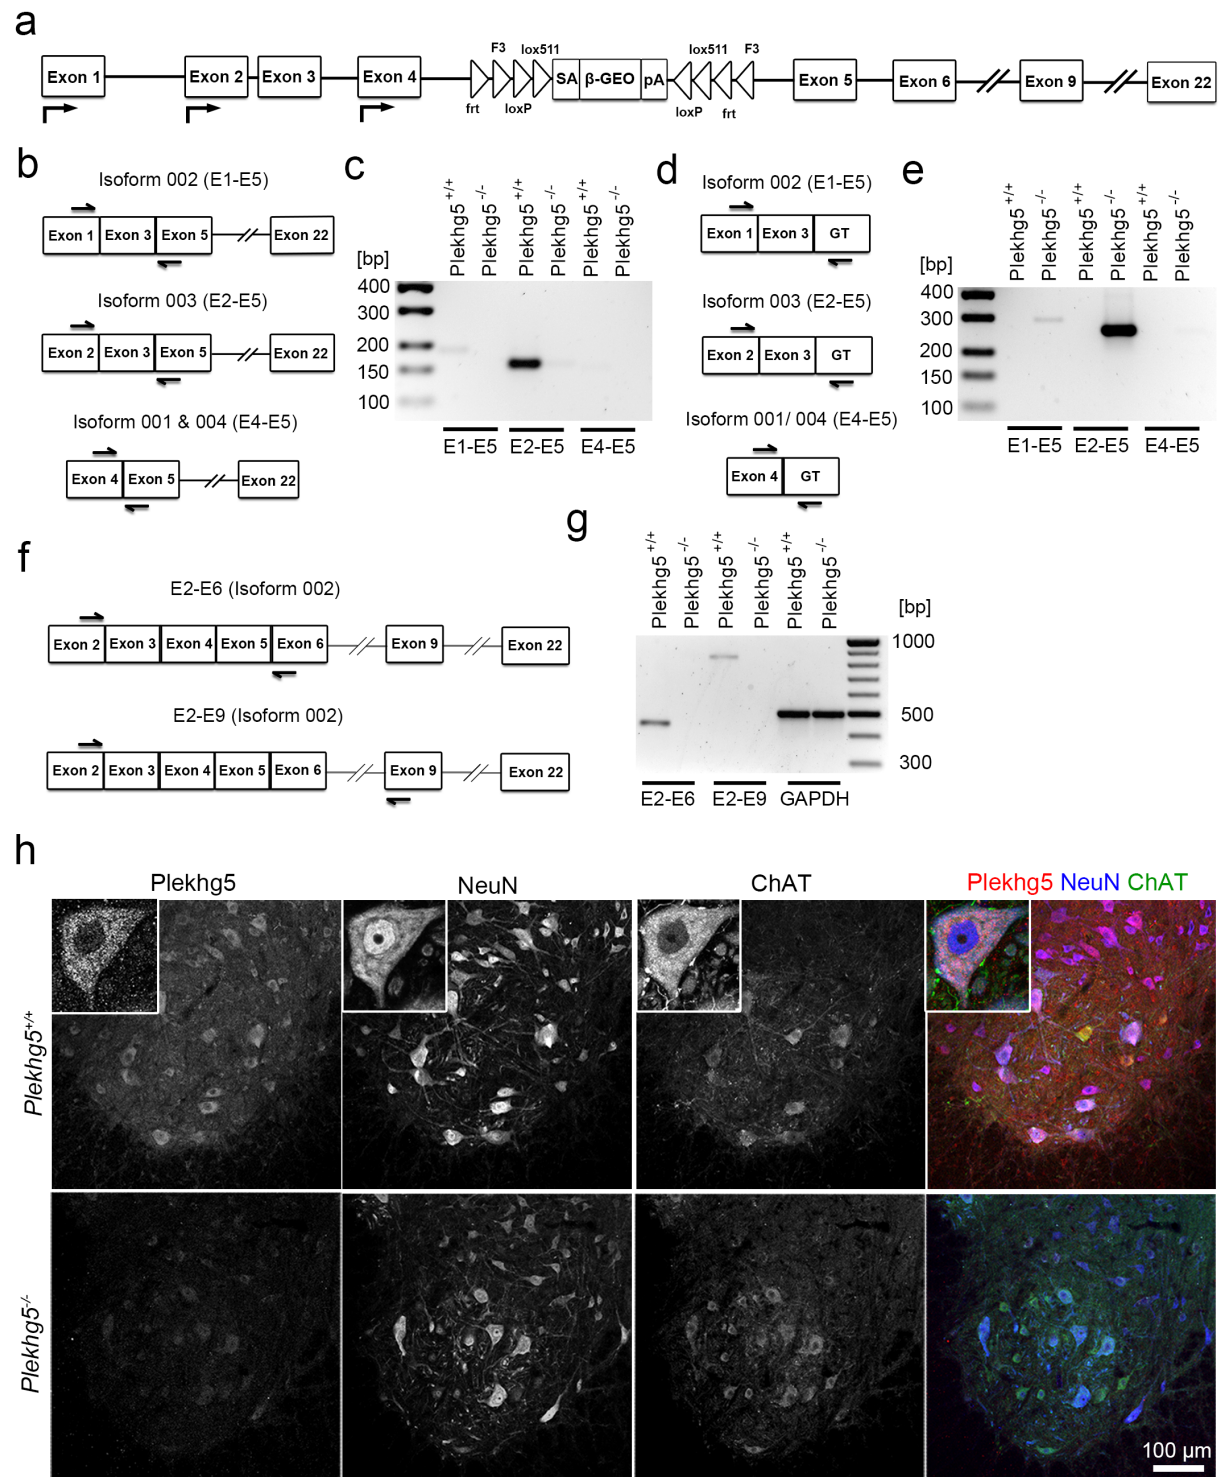 a
F3 lox511 lox511 F3
Exon 1 Exon 2 Exon 3 Exon 4 SA β-GEO pA Exon 5 Exon 6 Exon 9 Exon 22
frt loxP loxP frt
b
Isoform 002 (E1-E5)
Exon 1 Exon 3 Exon 5 Exon 22
Isoform 003 (E2-E5)
Exon 2 Exon 3 Exon 5 Exon 22
Isoform 001 & 004 (E4-E5)
Exon 4 Exon 5 Exon 22
c
Plekhg5+/+ Plekhg5-/- Plekhg5+/+ Plekhg5-/- Plekhg5+/+ Plekhg5-/-
[bp]
400
300
200
150
100
E1-E5 E2-E5 E4-E5
d
Isoform 002 (E1-E5)
Exon 1 Exon 3 GT
Isoform 003 (E2-E5)
Exon 2 Exon 3 GT
Isoform 001/ 004 (E4-E5)
Exon 4 GT
e
Plekhg5+/+ Plekhg5-/- Plekhg5+/+ Plekhg5-/- Plekhg5+/+ Plekhg5-/-
[bp]
400
300
200
150
100
E1-E5 E2-E5 E4-E5
f
E2-E6 (Isoform 002)
Exon 2 Exon 3 Exon 4 Exon 5 Exon 6 Exon 9 Exon 22
E2-E9 (Isoform 002)
Exon 2 Exon 3 Exon 4 Exon 5 Exon 6 Exon 9 Exon 22
g
Plekhg5+/+ Plekhg5-/- Plekhg5+/+ Plekhg5-/- Plekhg5+/+ Plekhg5-/-
[bp]
1000
500
300
E2-E6 E2-E9 GAPDH
h
Plekhg5 NeuN ChAT Plekhg5 NeuN ChAT
Plekhg5+/+
Plekhg5-/-
100 µm